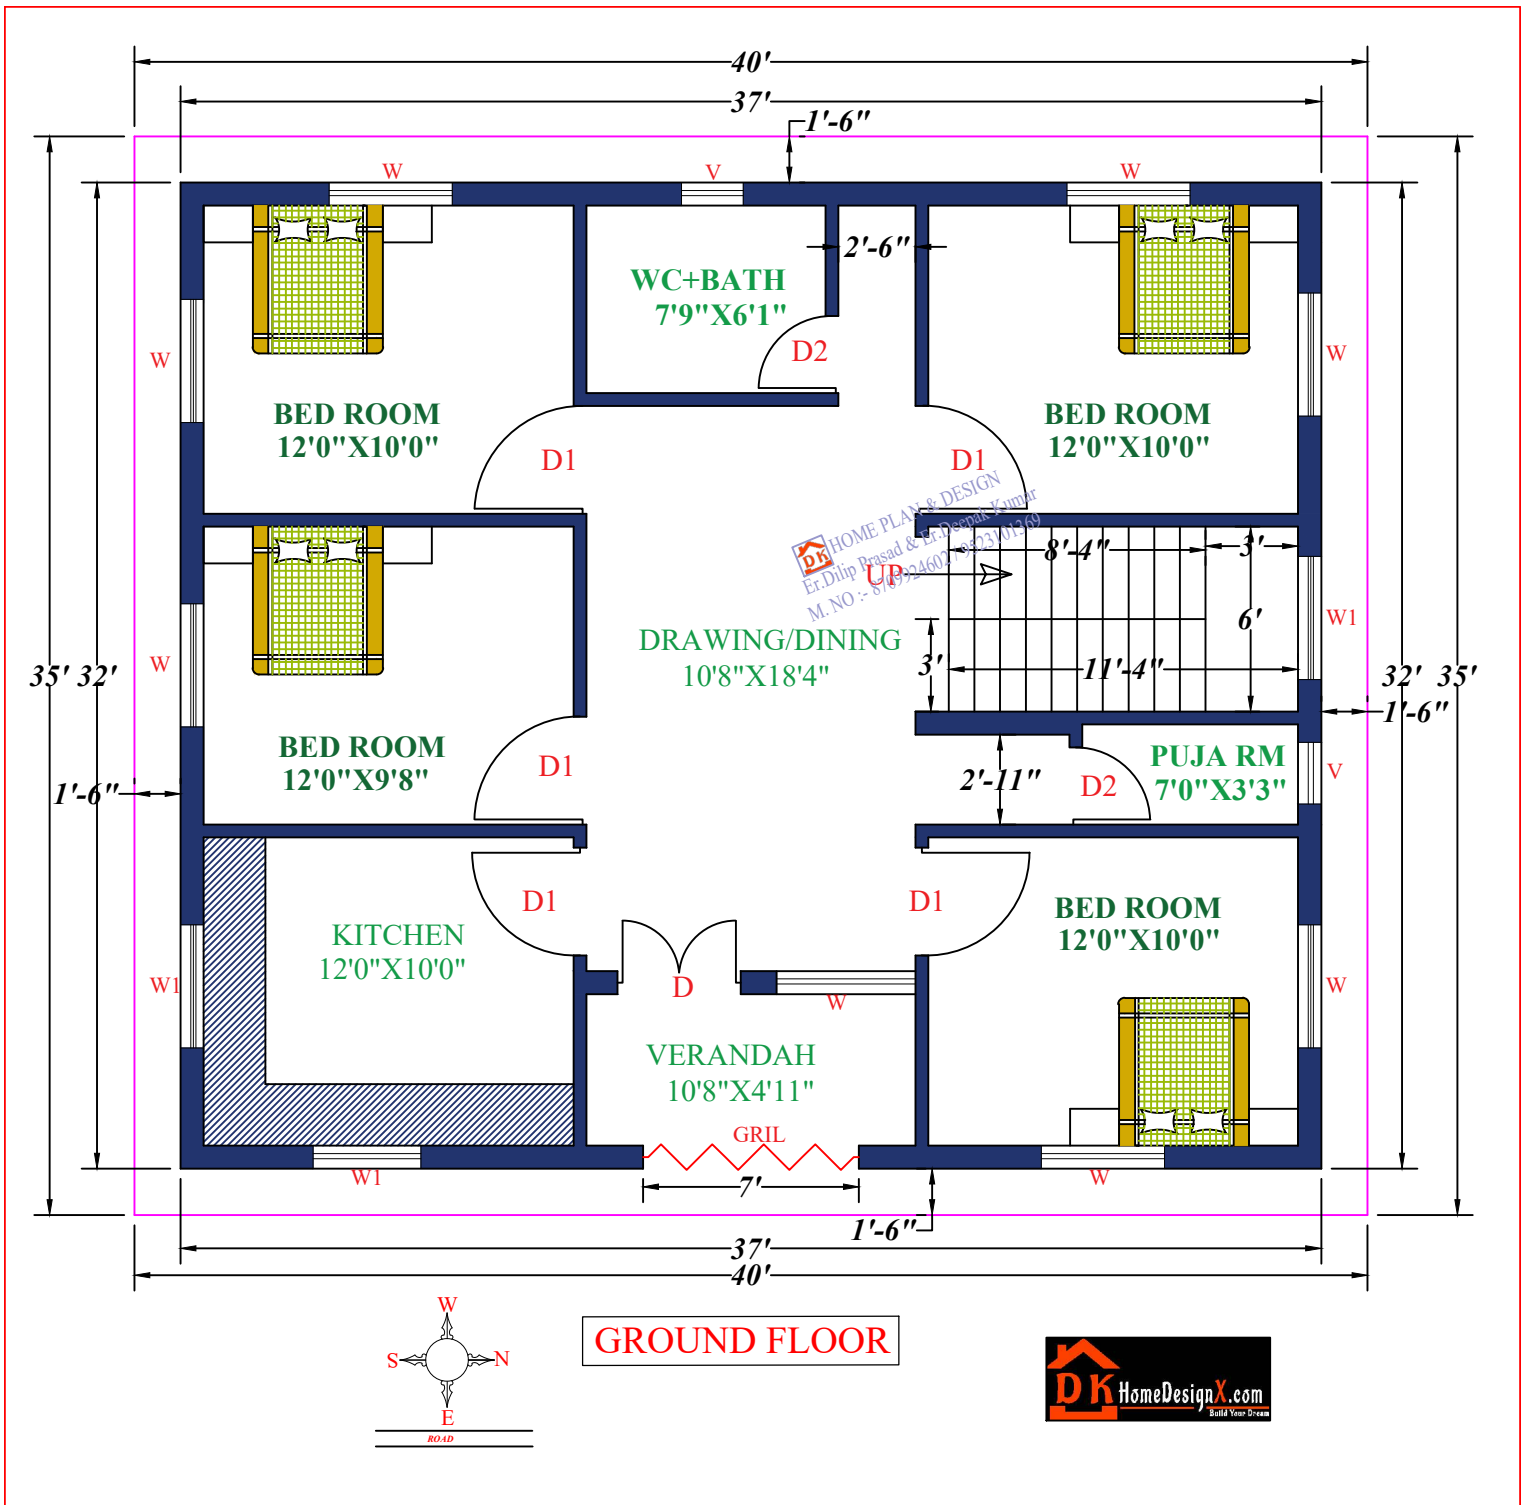 40'
37'
1'-6"
W
V
W
2'-6"
WC+BATH
7'9"X6'1"
D2
W
W
BED ROOM
12'0"X10'0"
BED ROOM
12'0"X10'0"
D1
D1
HOME PLAN & DESIGN
Er.Dilip Prasad & Er.Deepak Kumar
M. NO :- 8709924602 / 9523101369
DK
8'-4"
3'
UP
6'
W1
DRAWING/DINING
10'8"X18'4"
3'
11'-4"
W
35' 32'
32' 35'
1'-6"
BED ROOM
12'0"X9'8"
D1
2'-11"
D2
PUJA RM
7'0"X3'3"
V
1'-6"
D1
D1
BED ROOM
12'0"X10'0"
KITCHEN
12'0"X10'0"
W1
D
W
W
VERANDAH
10'8"X4'11"
GRIL
W1
7'
W
1'-6"
37'
40'
W
S
N
E
ROAD
GROUND FLOOR
DK HomeDesignX.com
Build Your Dream